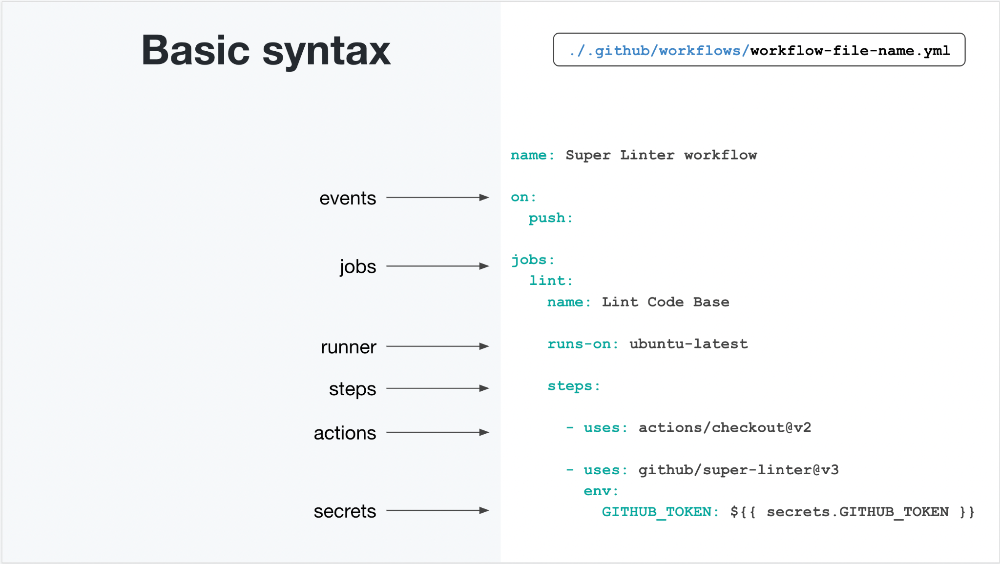 Basic syntax
./.github/workflows/workflow-file-name.yml
name: Super Linter workflow
events
on:
push:
jobs
jobs:
lint:
name: Lint Code Base
runner
runs-on: ubuntu-latest
steps
steps:
actions
- uses: actions/checkout@v2
- uses: github/super-linter@v3
env:
secrets
GITHUB_TOKEN: ${{ secrets.GITHUB_TOKEN }}